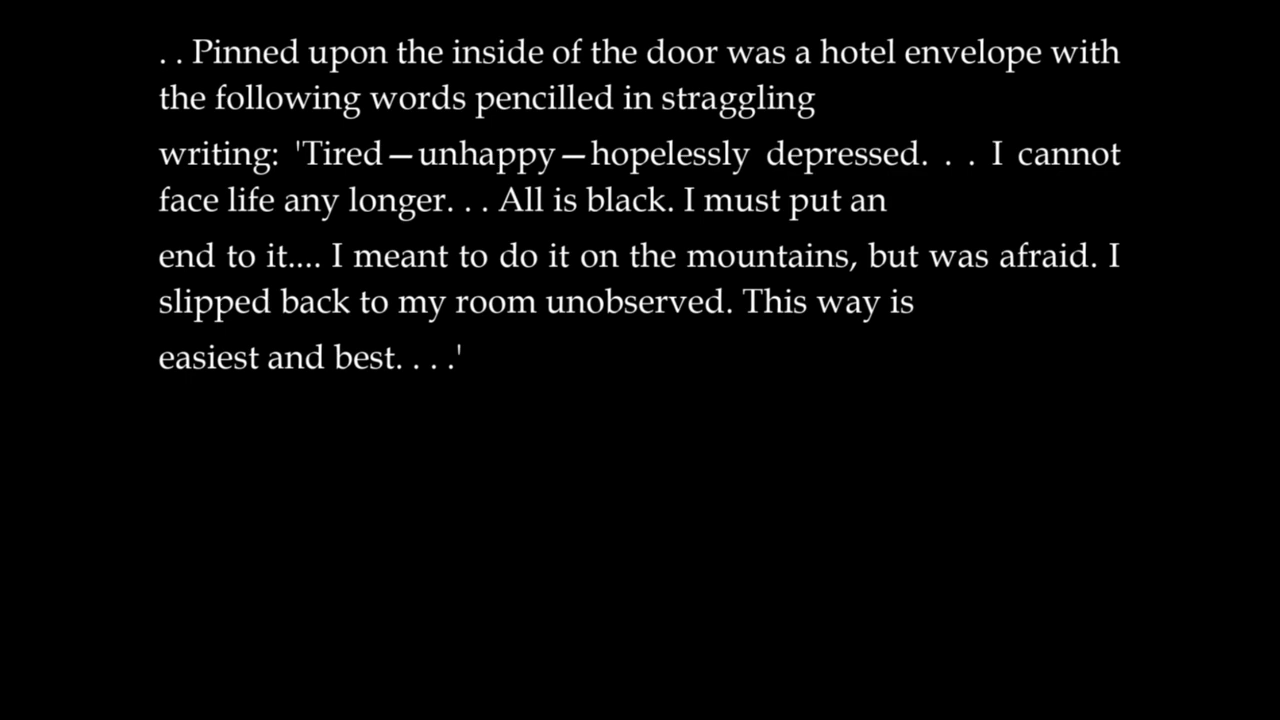 . . Pinned upon the inside of the door was a hotel envelope with
the following words pencilled in straggling
writing: 'Tired—unhappy—hopelessly depressed. . . I cannot
face life any longer. . . All is black. I must put an
end to it.... I meant to do it on the mountains, but was afraid. I
slipped back to my room unobserved. This way is
easiest and best. . . .'